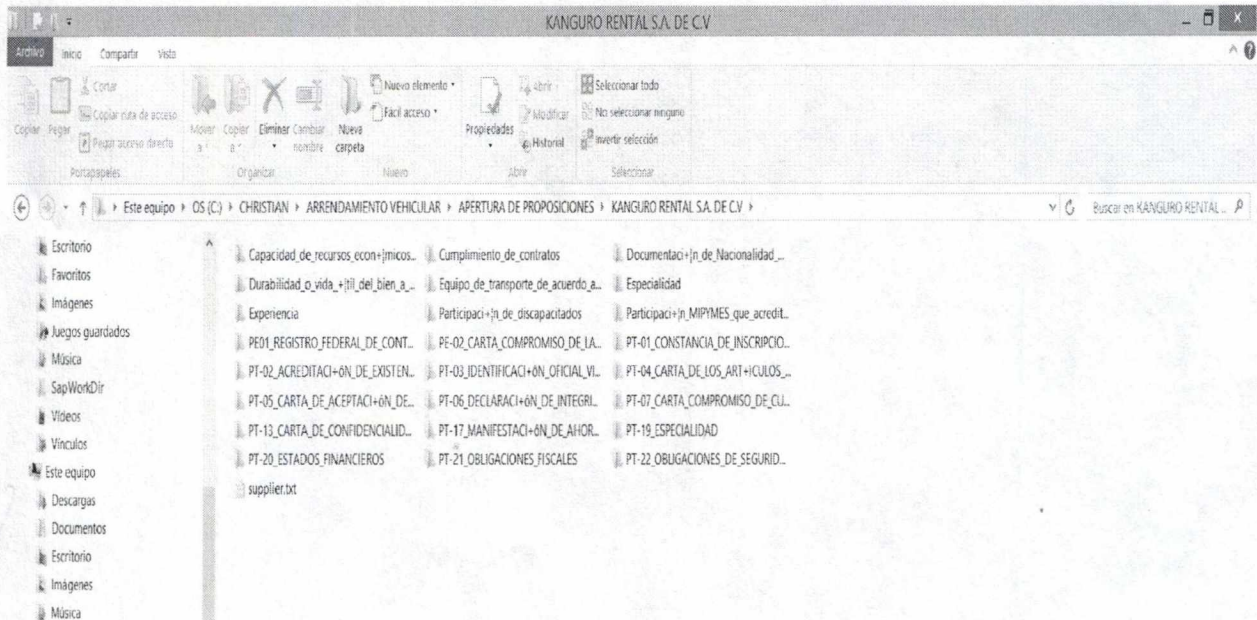 KANGURO RENTAL S.A. DE C.V
Archivo Inicio Compartir Vista
Copiar Pegar
Cortar
Copiar ruta de acceso
Pegar acceso directo
Portapapeles
Mover a Copiar a Eliminar Cambiar nombre
Organizar
Nueva carpeta
Nuevo elemento
Fácil acceso
Nuevo
Propiedades
Abrir
Modificar
Historial
Abrir
Seleccionar todo
No seleccionar ninguno
Invertir selección
Seleccionar
Este equipo OS (C:) CHRISTIAN ARRENDAMIENTO VEHICULAR APERTURA DE PROPOSICIONES KANGURO RENTAL S.A. DE C.V
Buscar en KANGURO RENTAL ...
Escritorio
Favoritos
Imágenes
Juegos guardados
Música
SapWorkDir
Vídeos
Vínculos
Este equipo
Descargas
Documentos
Escritorio
Imágenes
Música
Capacidad_de_recursos_econ+¦micos... Cumplimiento_de_contratos Documentaci+¦n_de_Nacionalidad_...
Durabilidad_o_vida_+¦til_del_bien_a_... Equipo_de_transporte_de_acuerdo_a... Especialidad
Experiencia Participaci+¦n_de_discapacitados Participaci+¦n_MIPYMES_que_acredit...
PE01_REGISTRO_FEDERAL_DE_CONT... PE-02_CARTA_COMPROMISO_DE_LA... PT-01_CONSTANCIA_DE_INSCRIPCIO...
PT-02_ACREDITACI+ôN_DE_EXISTEN... PT-03_IDENTIFICACI+ôN_OFICIAL_VI... PT-04_CARTA_DE_LOS_ART+ICULOS_...
PT-05_CARTA_DE_ACEPTACI+ôN_DE... PT-06_DECLARACI+ôN_DE_INTEGRI... PT-07_CARTA_COMPROMISO_DE_CU...
PT-13_CARTA_DE_CONFIDENCIALID... PT-17_MANIFESTACI+ôN_DE_AHOR... PT-19_ESPECIALIDAD
PT-20_ESTADOS_FINANCIEROS PT-21_OBLIGACIONES_FISCALES PT-22_OBLIGACIONES_DE_SEGURID...
supplier.txt